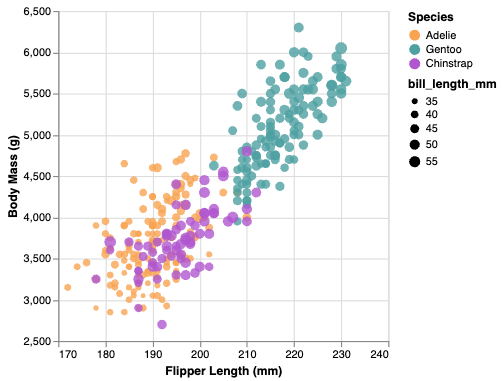 Species
Adelie
Gentoo
Chinstrap
bill_length_mm
35
40
45
50
55
6,500
6,000
5,500
5,000
4,500
4,000
3,500
3,000
2,500
Body Mass (g)
170 180 190 200 210 220 230 240
Flipper Length (mm)